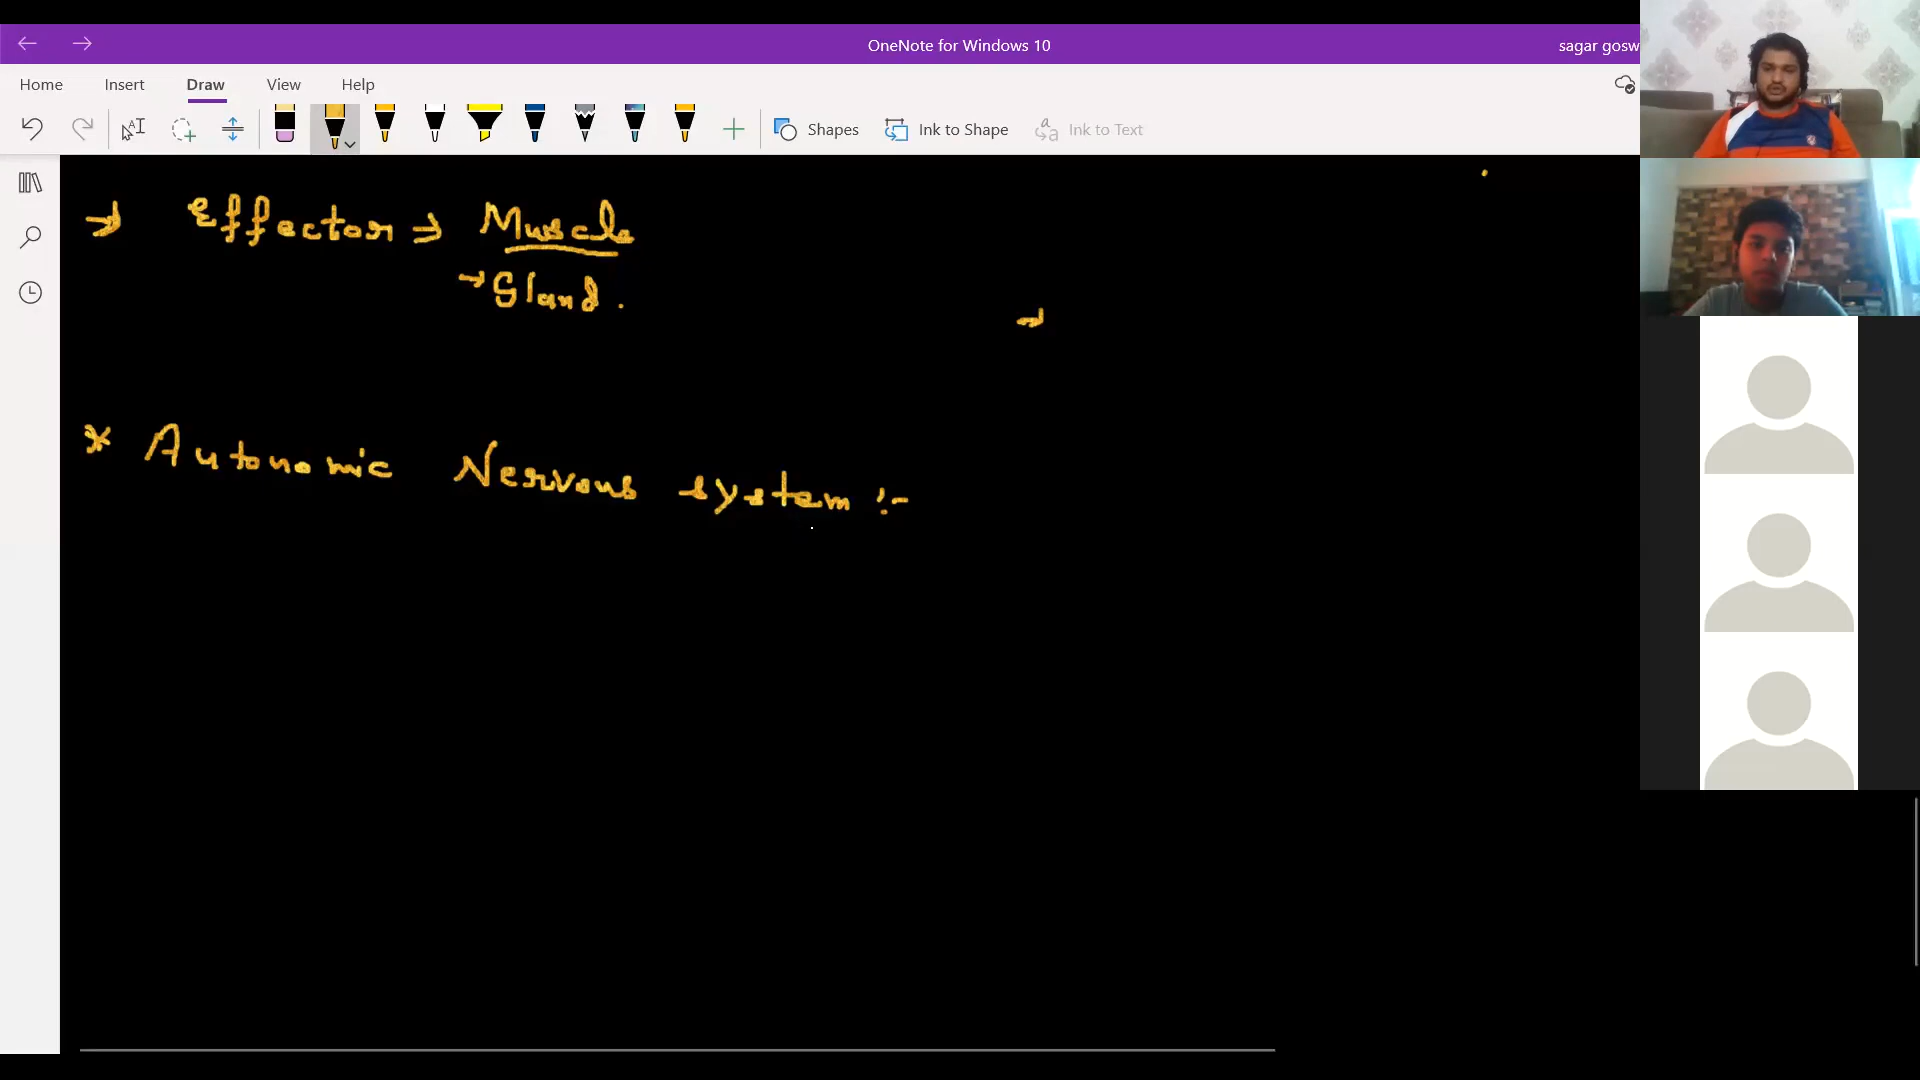 OneNote for Windows 10
sagar gosw
Home Insert Draw View Help
Shapes Ink to Shape Ink to Text
→ Effector → Muscle
→ Gland.
→
* Autonomic Nervous system :-